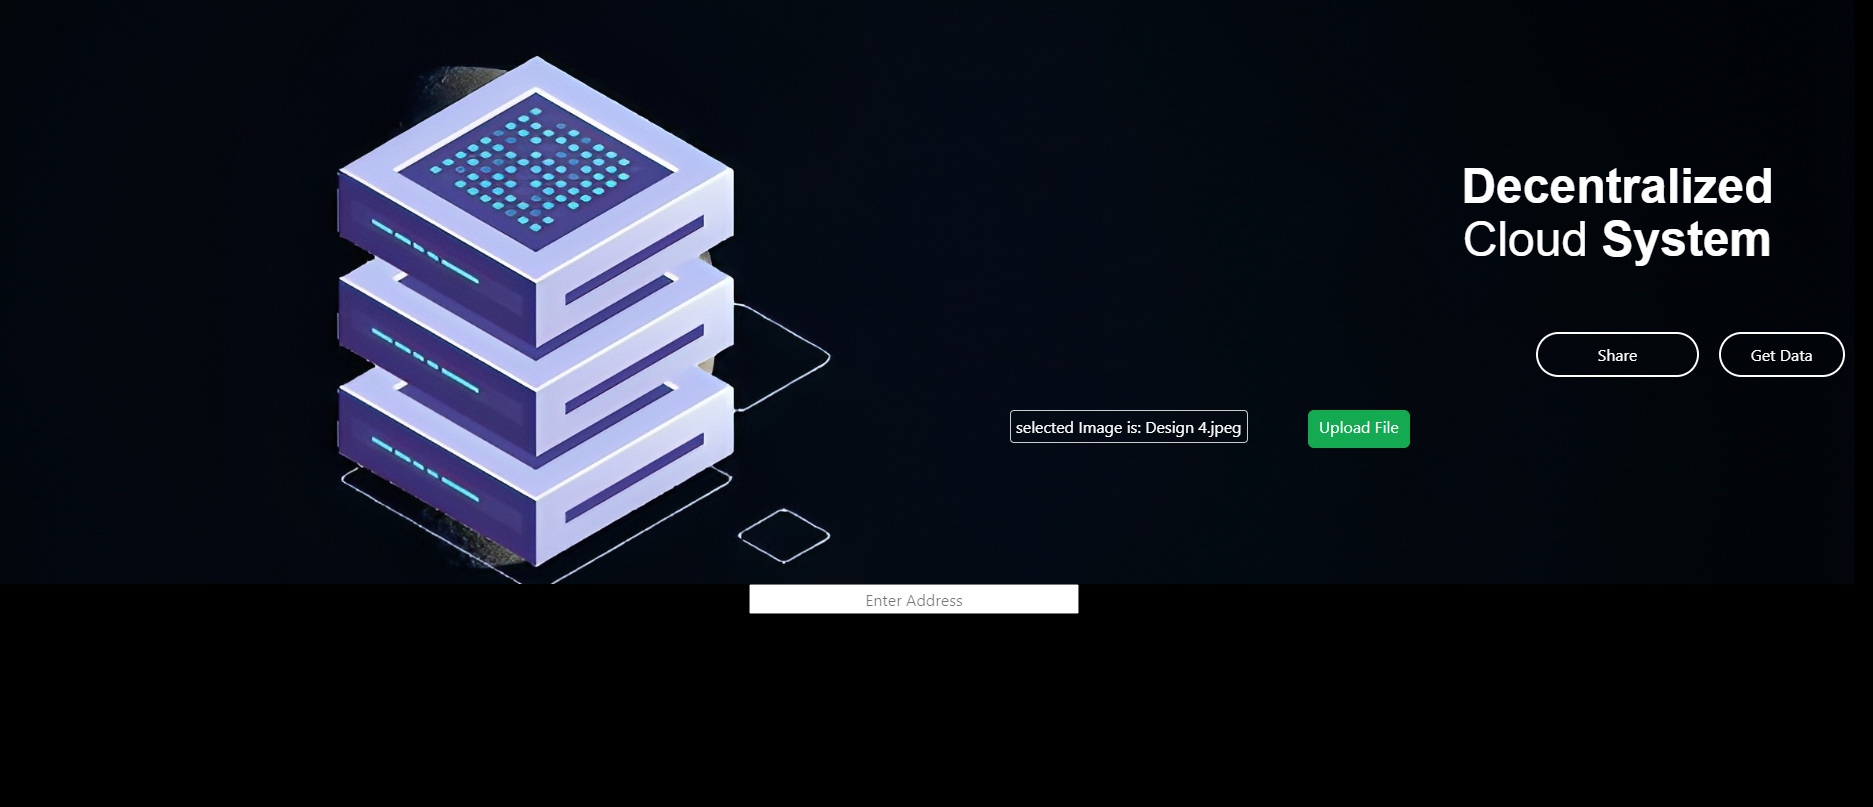 Decentralized
Cloud System
Share
Get Data
selected Image is: Design 4.jpeg
Upload File
Enter Address